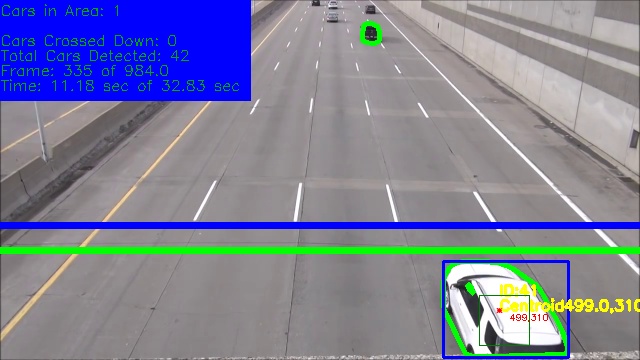 Cars in Area: 1
Cars Crossed Down: 0
Total Cars Detected: 42
Frame: 335 of 984.0
Time: 11.18 sec of 32.83 sec
ID:41
Centroid499.0,310
499,310